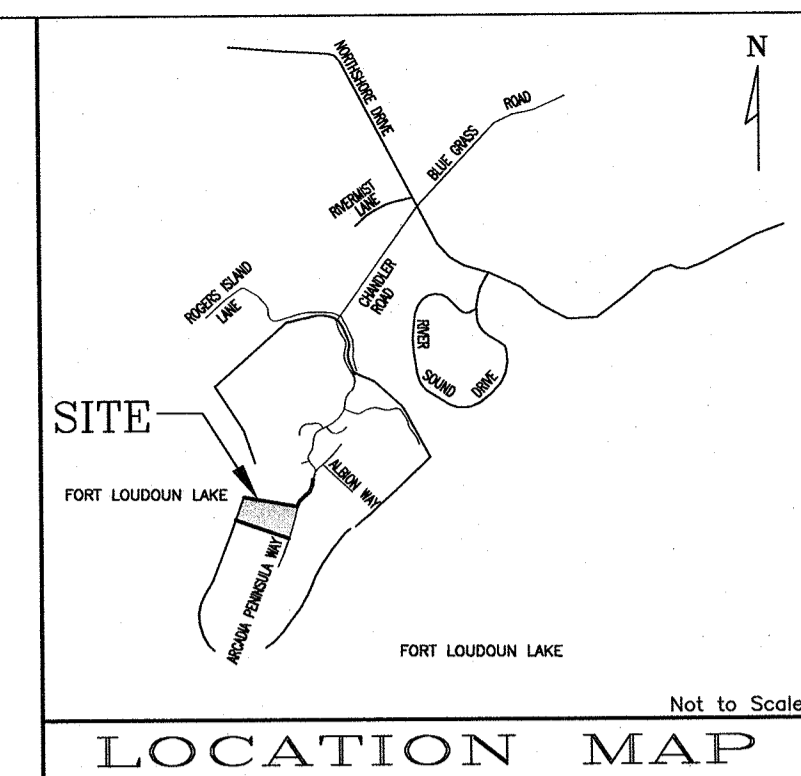 N
NORTHSHORE DRIVE
BLUE GRASS ROAD
RIVERMIST
LANE
CHANDLER
ROAD
ROGERS ISLAND
LANE
RIVER SOUND DRIVE
SITE
ALBION WAY
FORT LOUDOUN LAKE
ARCADIA PENINSULA WAY
FORT LOUDOUN LAKE
Not to Scale
LOCATION MAP